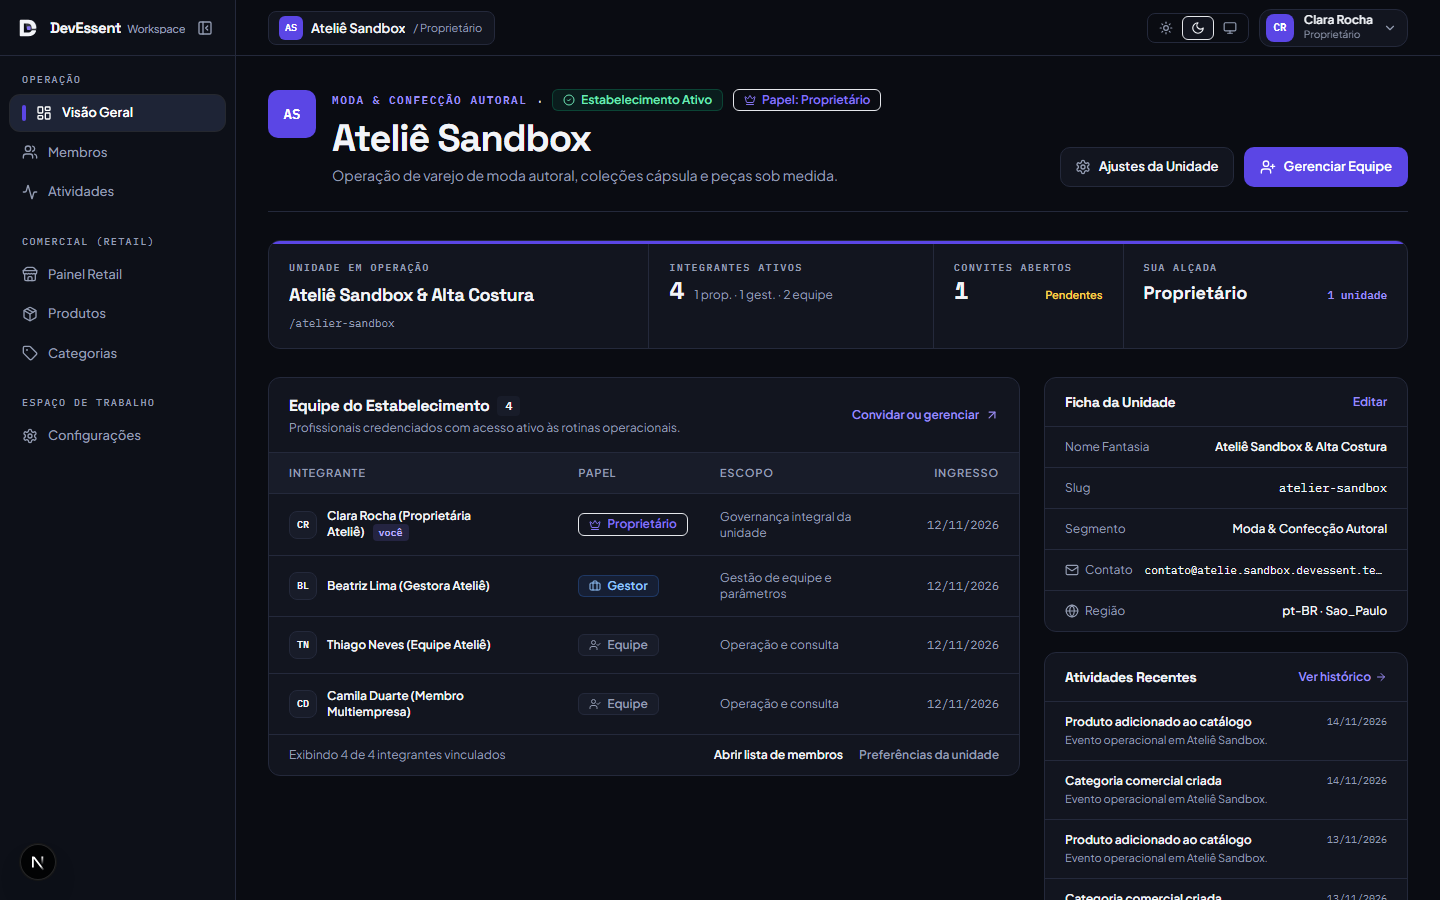 DevEssent Workspace
AS Ateliê Sandbox / Proprietário
CR Clara Rocha
Proprietário
OPERAÇÃO
Visão Geral
Membros
Atividades
COMERCIAL (RETAIL)
Painel Retail
Produtos
Categorias
ESPAÇO DE TRABALHO
Configurações
N
AS
MODA & CONFECÇÃO AUTORAL · Estabelecimento Ativo Papel: Proprietário
Ateliê Sandbox
Operação de varejo de moda autoral, coleções cápsula e peças sob medida.
Ajustes da Unidade
Gerenciar Equipe
UNIDADE EM OPERAÇÃO
Ateliê Sandbox & Alta Costura
/atelier-sandbox
INTEGRANTES ATIVOS
4 1 prop. · 1 gest. · 2 equipe
CONVITES ABERTOS
1 Pendentes
SUA ALÇADA
Proprietário 1 unidade
Equipe do Estabelecimento 4
Profissionais credenciados com acesso ativo às rotinas operacionais.
Convidar ou gerenciar
INTEGRANTE PAPEL ESCOPO INGRESSO
CR Clara Rocha (Proprietária
Ateliê) você
Proprietário
Governança integral da
unidade
12/11/2026
BL Beatriz Lima (Gestora Ateliê)
Gestor
Gestão de equipe e
parâmetros
12/11/2026
TN Thiago Neves (Equipe Ateliê) Equipe Operação e consulta 12/11/2026
CD Camila Duarte (Membro
Multiempresa)
Equipe
Operação e consulta
12/11/2026
Exibindo 4 de 4 integrantes vinculados
Abrir lista de membros
Preferências da unidade
Ficha da Unidade Editar
Nome Fantasia Ateliê Sandbox & Alta Costura
Slug atelier-sandbox
Segmento Moda & Confecção Autoral
Contato contato@atelie.sandbox.devessent.te…
Região pt-BR · Sao_Paulo
Atividades Recentes Ver histórico
Produto adicionado ao catálogo 14/11/2026
Evento operacional em Ateliê Sandbox.
Categoria comercial criada 14/11/2026
Evento operacional em Ateliê Sandbox.
Produto adicionado ao catálogo 13/11/2026
Evento operacional em Ateliê Sandbox.
Categoria comercial criada 13/11/2026